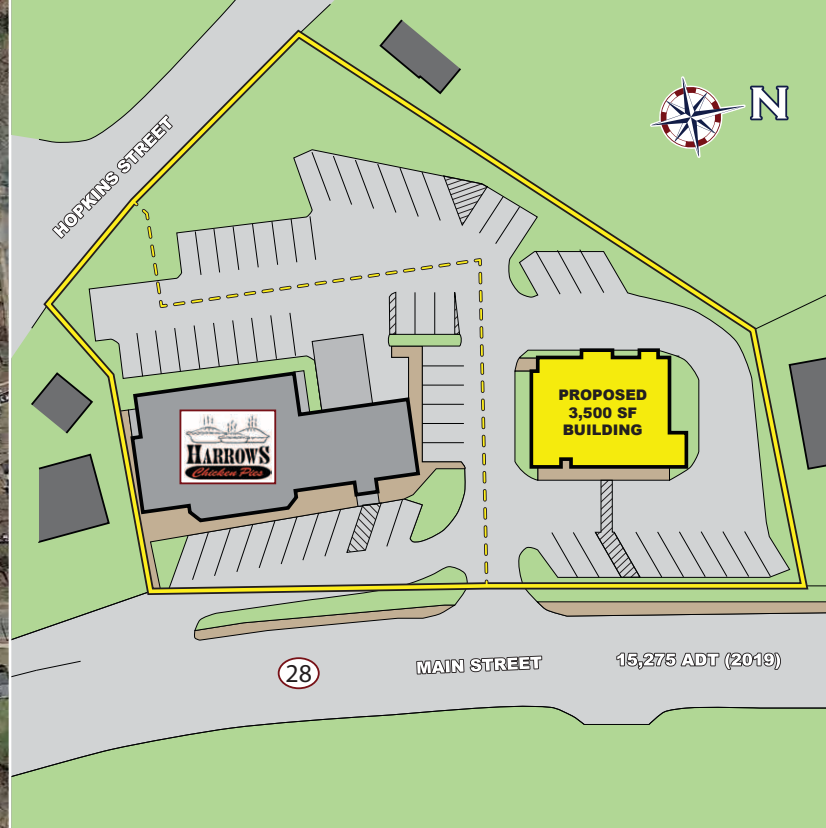 N
HOPKINS STREET
PROPOSED
3,500 SF
BUILDING
HARROWS
Chicken Pies
28
MAIN STREET
15,275 ADT (2019)